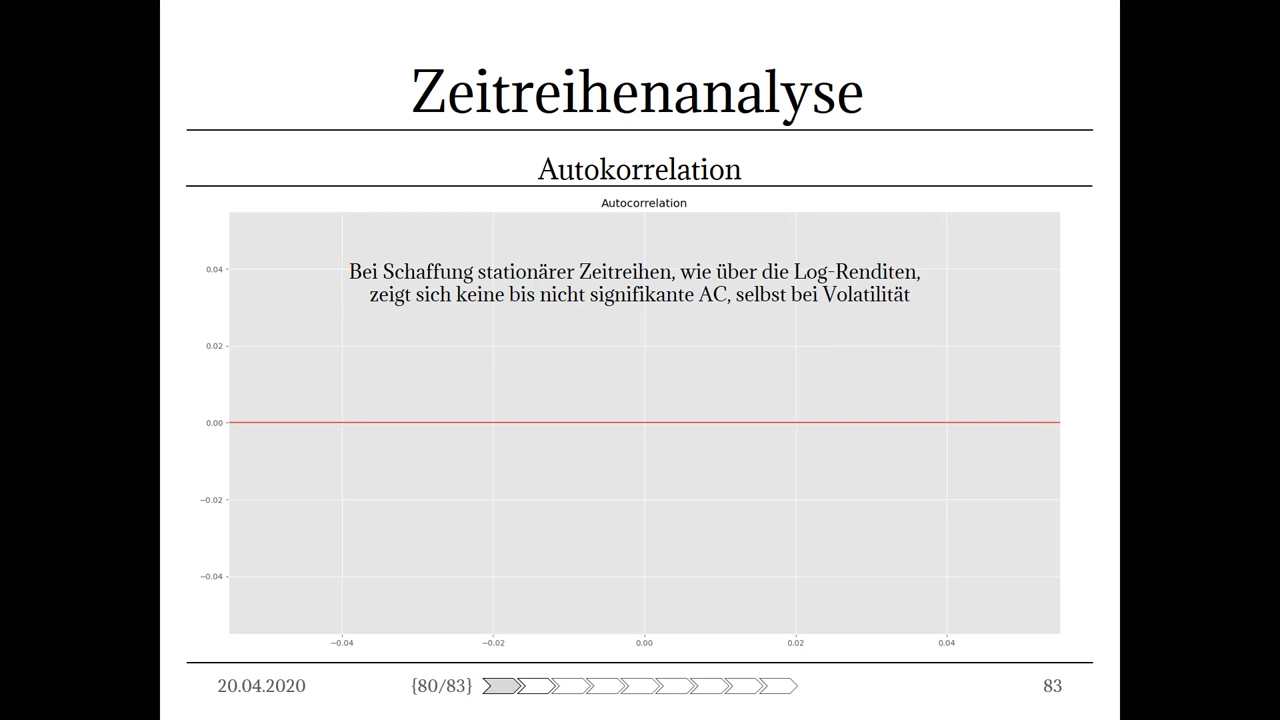 Zeitreihenanalyse
Autokorrelation
Autocorrelation
Bei Schaffung stationärer Zeitreihen, wie über die Log-Renditen,
zeigt sich keine bis nicht signifikante AC, selbst bei Volatilität
0.04
0.02
0.00
−0.02
−0.04
−0.04 −0.02 0.00 0.02 0.04
20.04.2020 {80/83} 83